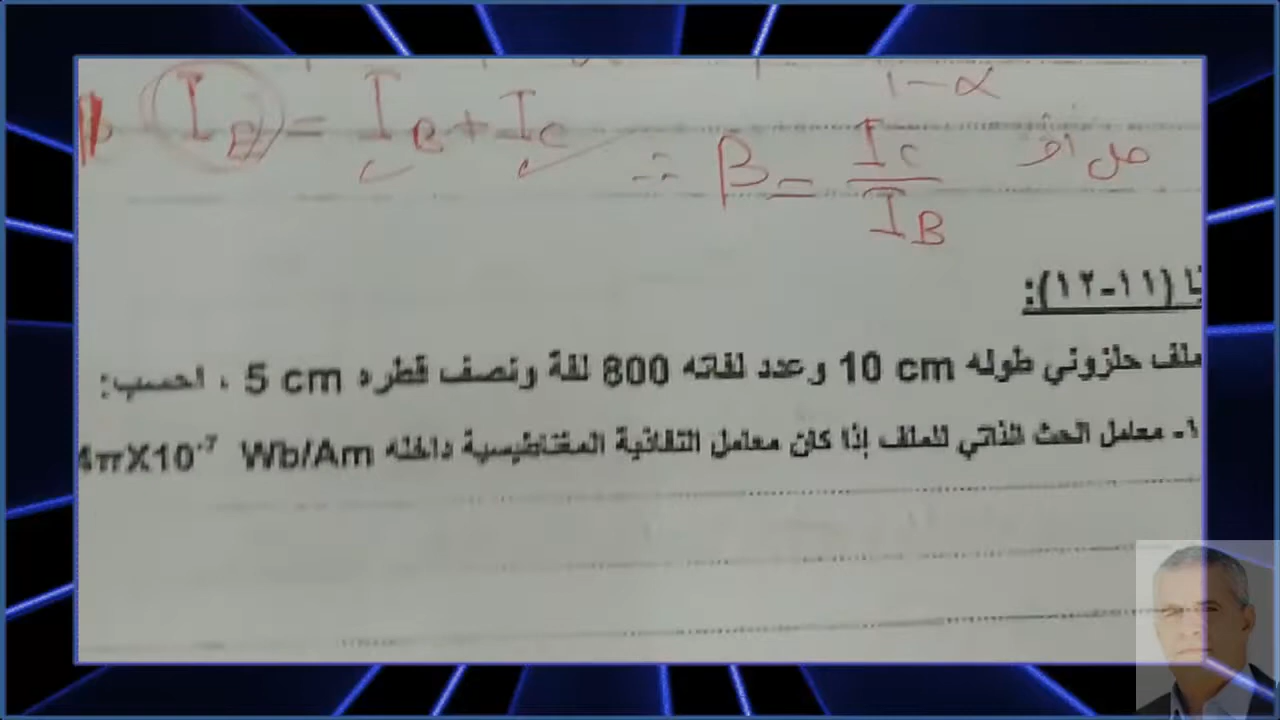 1-α
I_E = I_B + I_C ∴ β = I_C / I_B
(١١-١٢):
ملف حلزوني طوله 10 cm وعدد لفاته 800 لفة ونصف قطره 5 cm ، احسب:
١- معامل الحث الذاتي للملف إذا كان معامل النفاذية المغناطيسية داخله 4πX10⁻⁷ Wb/Am